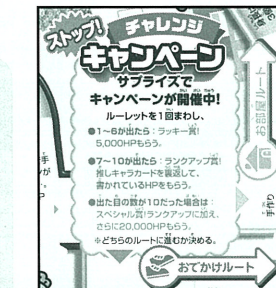 ストップ!
チャレンジ
キャンペーン
サプライズで
キャンペーンが開催中!
ルーレットを1回まわし、
●1~6が出たら:ラッキー賞!
5,000HPもらう。
●7~10が出たら:ランクアップ賞!
推しキャラカードを裏返して、
書かれているHPをもらう。
●出た目の数が10だった場合は:
スペシャル賞!ランクアップに加え、
さらに20,000HPもらう。
※どちらのルートに進むか決める。
お部屋ルート
手作り
おでかけルート